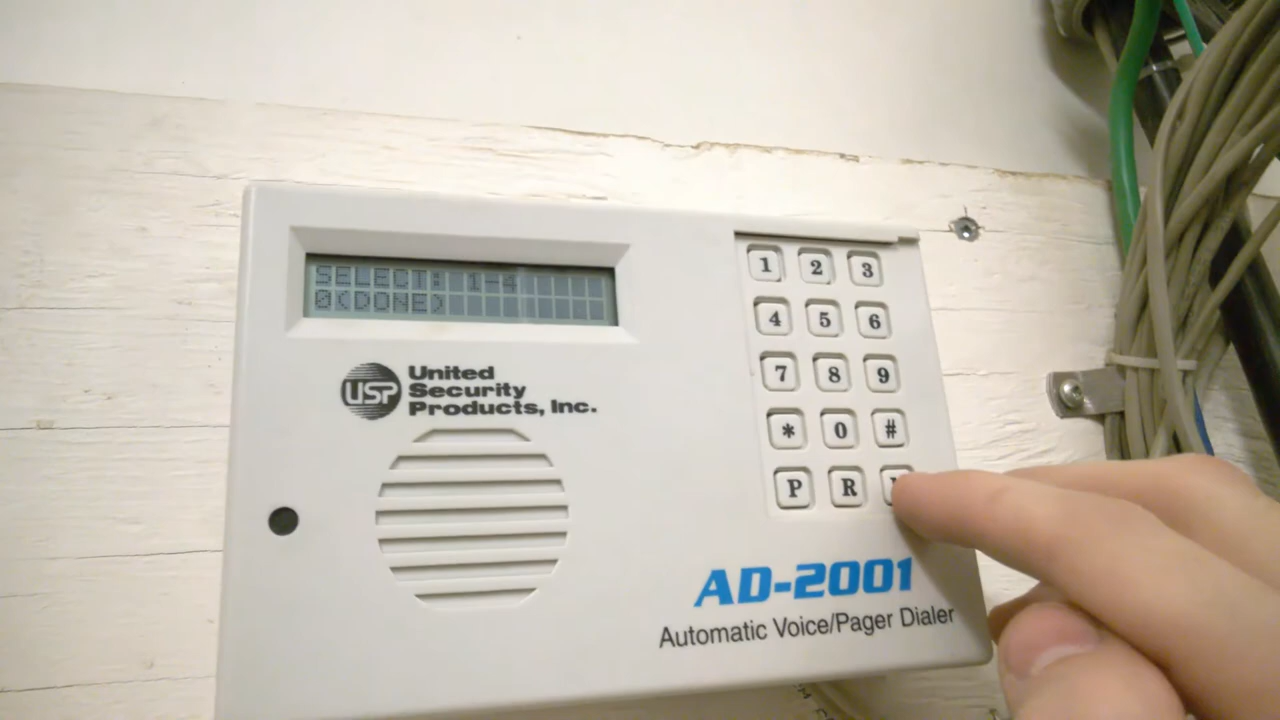 SELECT: 1-4
0(DONE)
USP
United
Security
Products, Inc.
1 2 3
4 5 6
7 8 9
* 0 #
P R
AD-2001
Automatic Voice/Pager Dialer